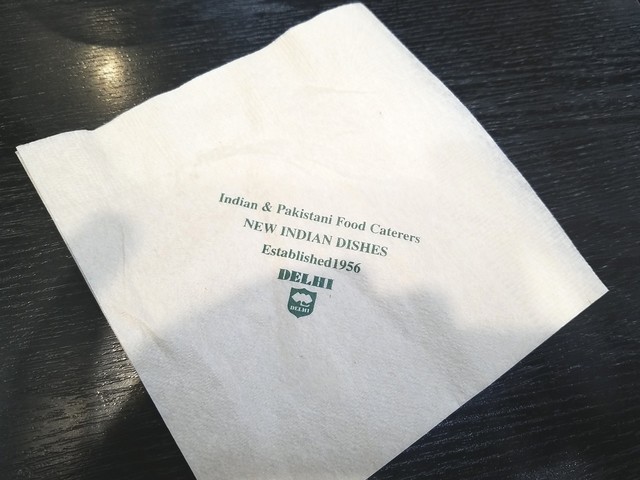 Indian & Pakistani Food Caterers
NEW INDIAN DISHES
Established1956
DELHI
DELHI